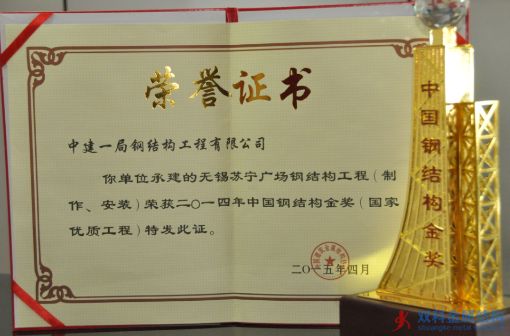 荣誉证书
中建一局钢结构工程有限公司
你单位承建的无锡苏宁广场钢结构工程（制
作、安装）荣获二〇一四年中国钢结构金奖（国家
优质工程）特发此证。
二〇一五年四月
中国钢结构金奖